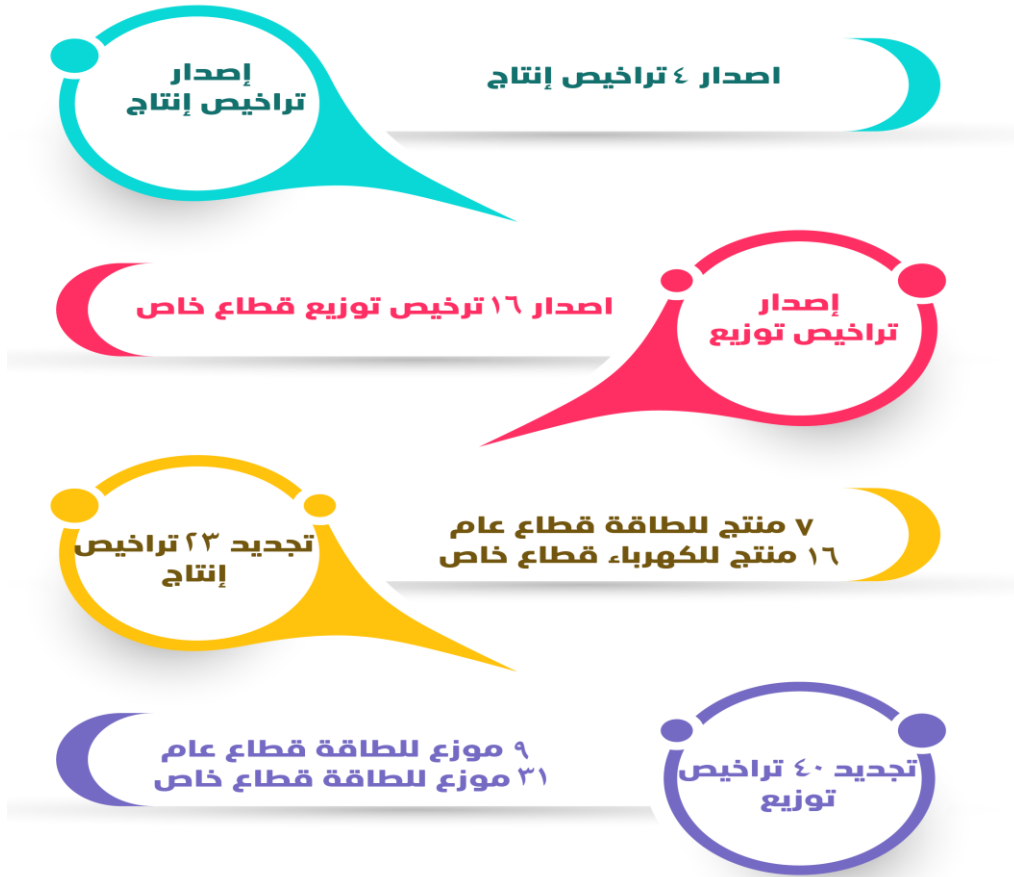 إصدار
تراخيص إنتاج
اصدار ٤ تراخيص إنتاج
إصدار
تراخيص توزيع
اصدار ١٦ ترخيص توزيع قطاع خاص
تجديد ٢٣ تراخيص
إنتاج
٧ منتج للطاقة قطاع عام
١٦ منتج للكهرباء قطاع خاص
تجديد ٤٠ تراخيص
توزيع
٩ موزع للطاقة قطاع عام
٣١ موزع للطاقة قطاع خاص